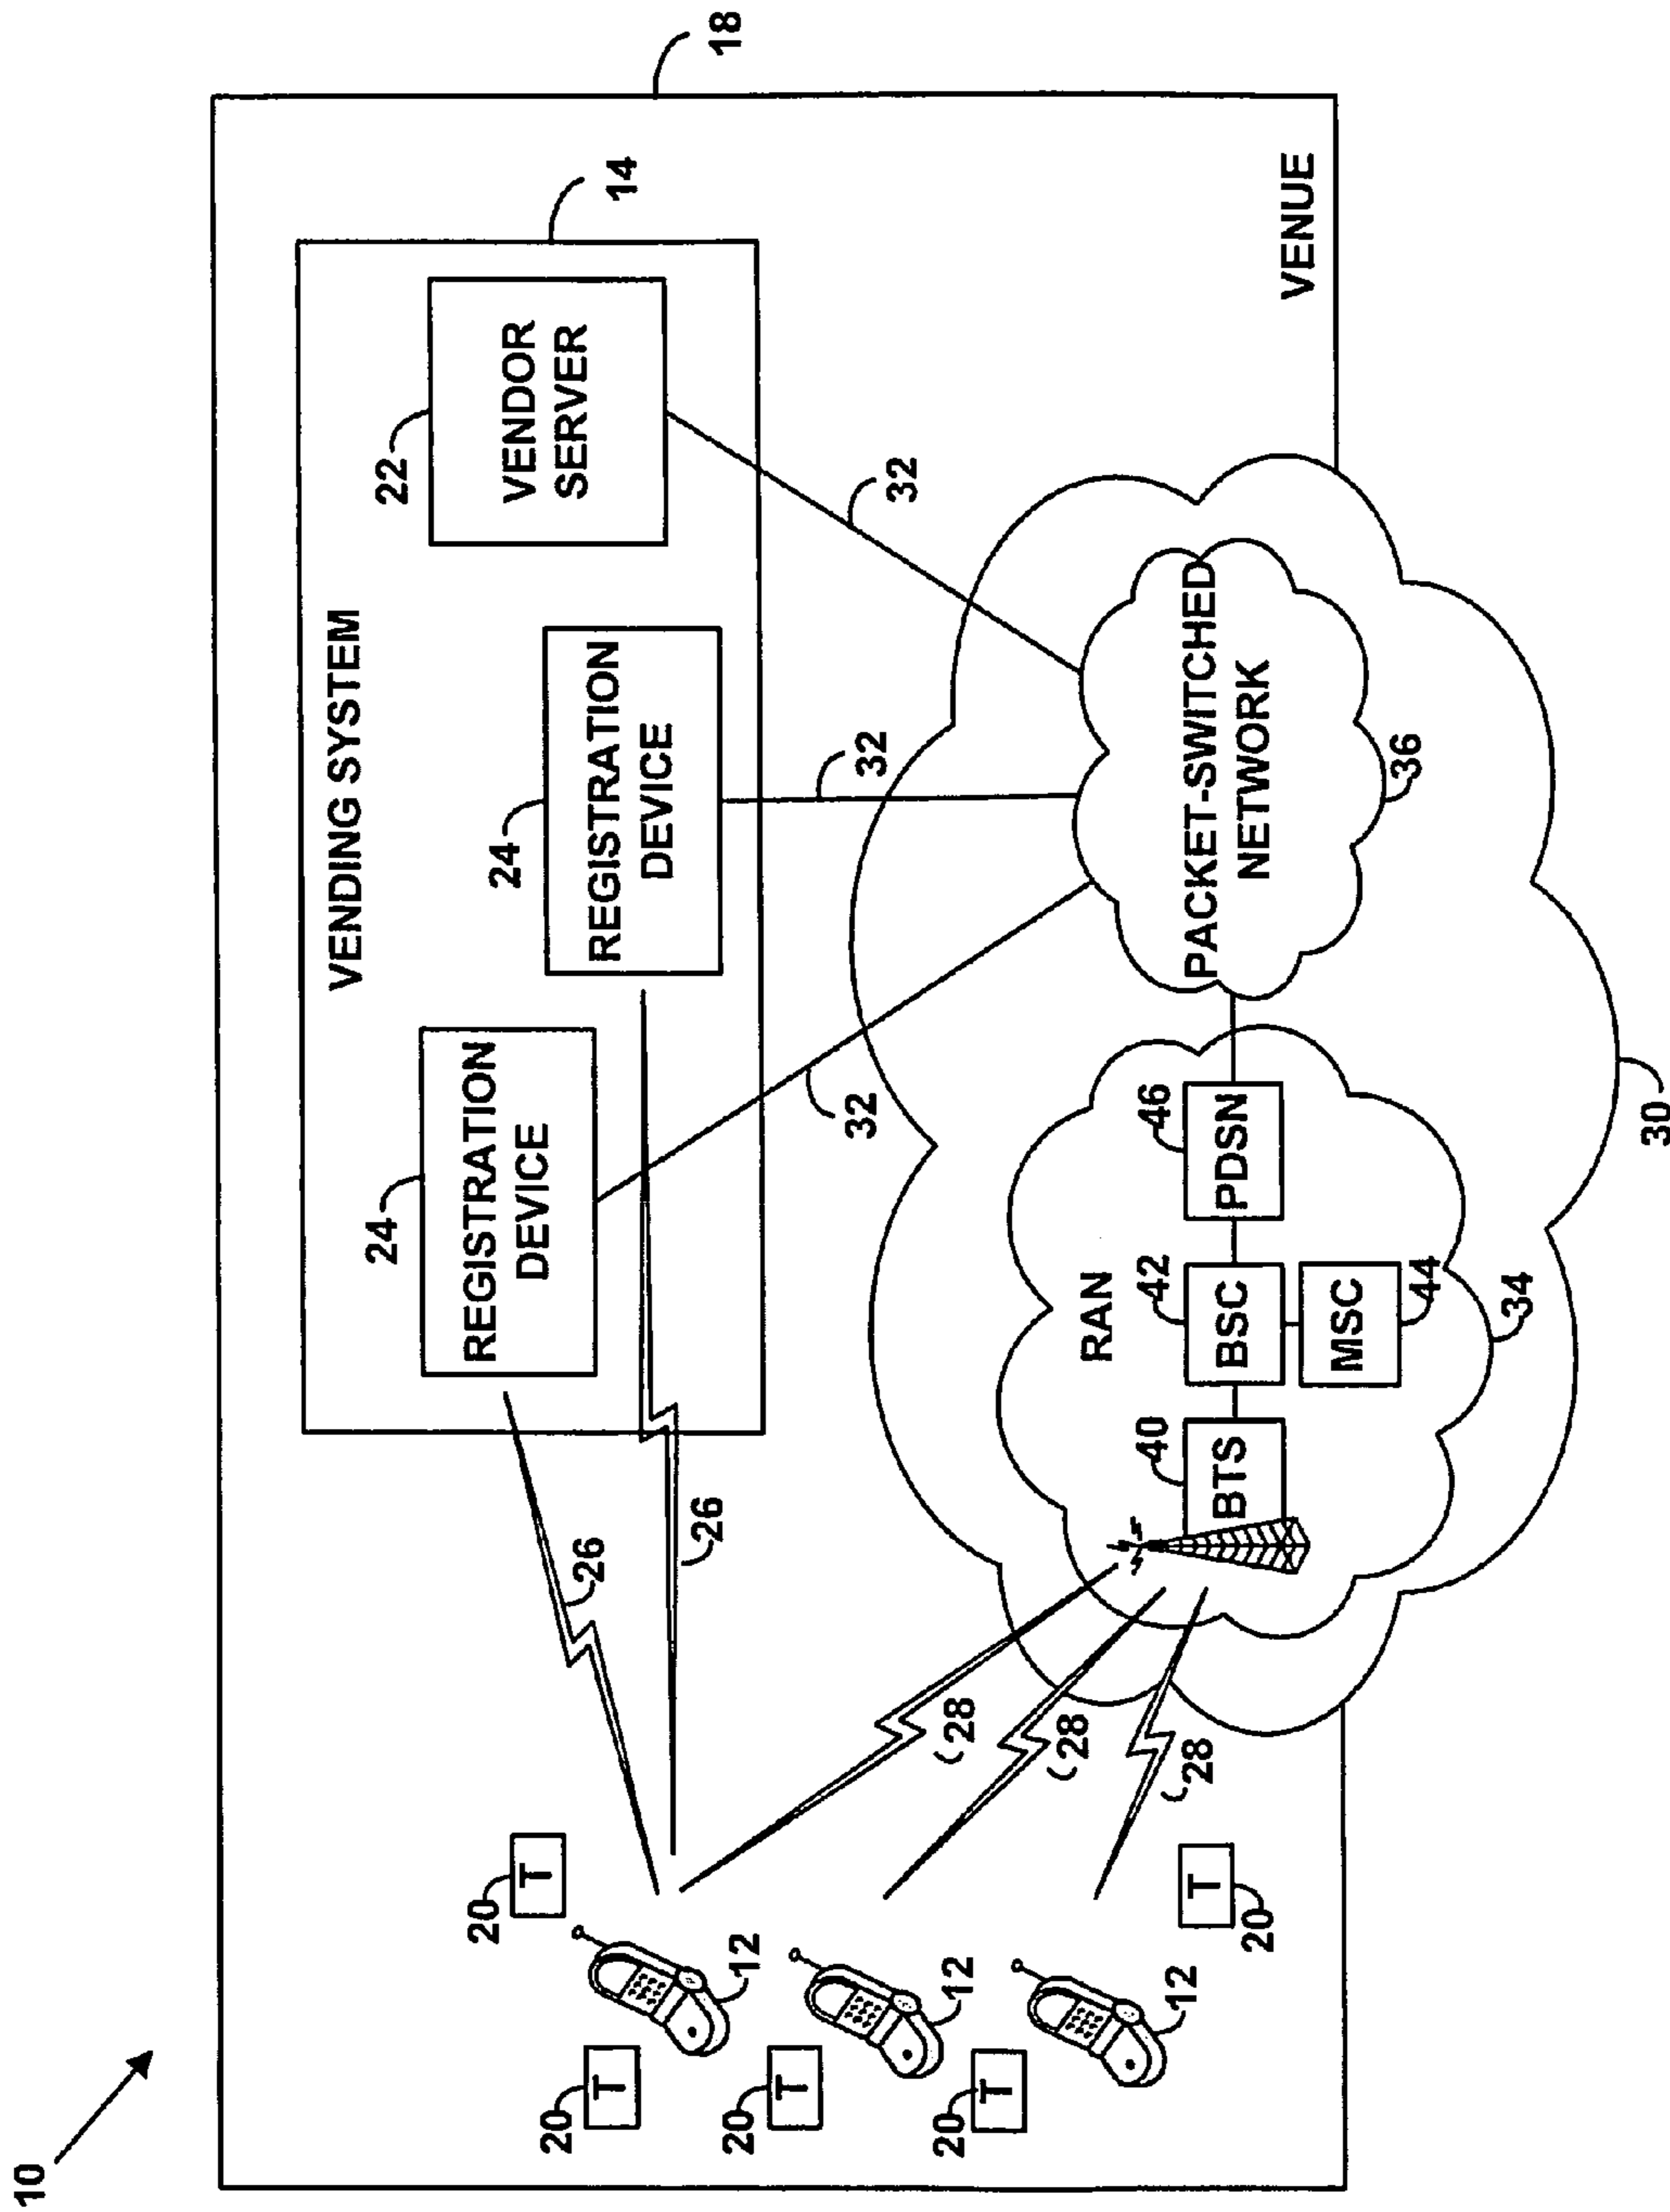 10
18
14
VENDING SYSTEM
22
VENDOR
SERVER
24
REGISTRATION
DEVICE
24
REGISTRATION
DEVICE
20
T
20
T
20
T
20
T
20
T
12
12
12
26
26
28
28
28
32
32
32
RAN
40
BTS
42
BSC
MSC
44
46
PDSN
34
PACKET-SWITCHED
NETWORK
36
30
VENUE